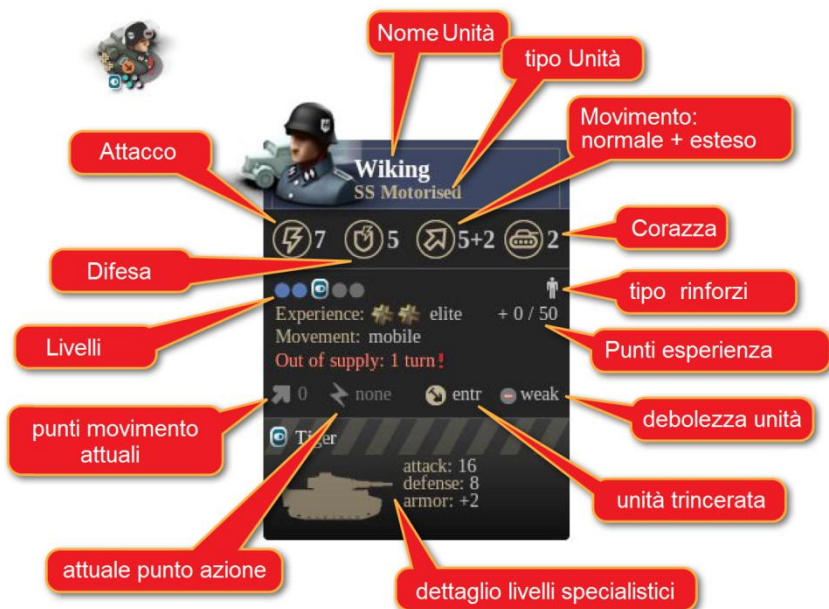 Nome Unità
tipo Unità
Movimento:
normale + esteso
Attacco
Wiking
SS Motorised
7
5
5+2
2
Corazza
Difesa
tipo rinforzi
Experience: elite + 0 / 50
Movement: mobile
Out of supply: 1 turn!
Livelli
Punti esperienza
0
none
entr
weak
debolezza unità
punti movimento
attuali
Tiger
attack: 16
defense: 8
armor: +2
unità trincerata
attuale punto azione
dettaglio livelli specialistici